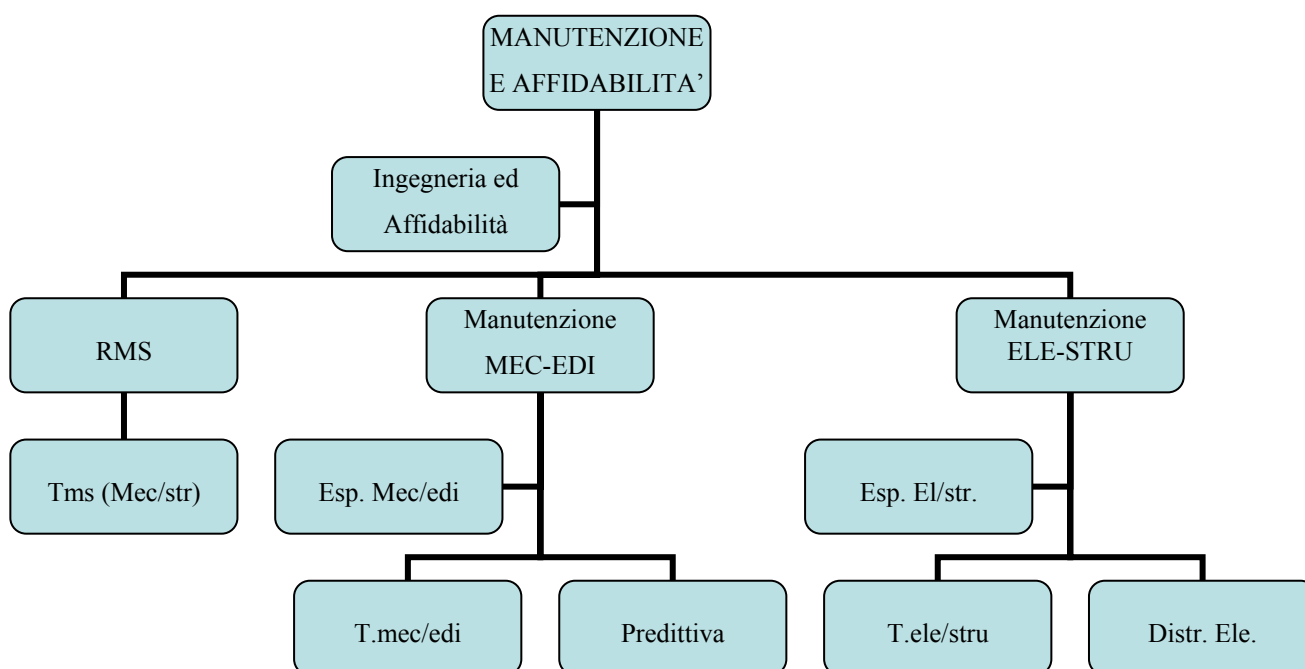 MANUTENZIONE
E AFFIDABILITA’
Ingegneria ed
Affidabilità
RMS
Manutenzione
MEC-EDI
Manutenzione
ELE-STRU
Tms (Mec/str)
Esp. Mec/edi
Esp. El/str.
T.mec/edi
Predittiva
T.ele/stru
Distr. Ele.